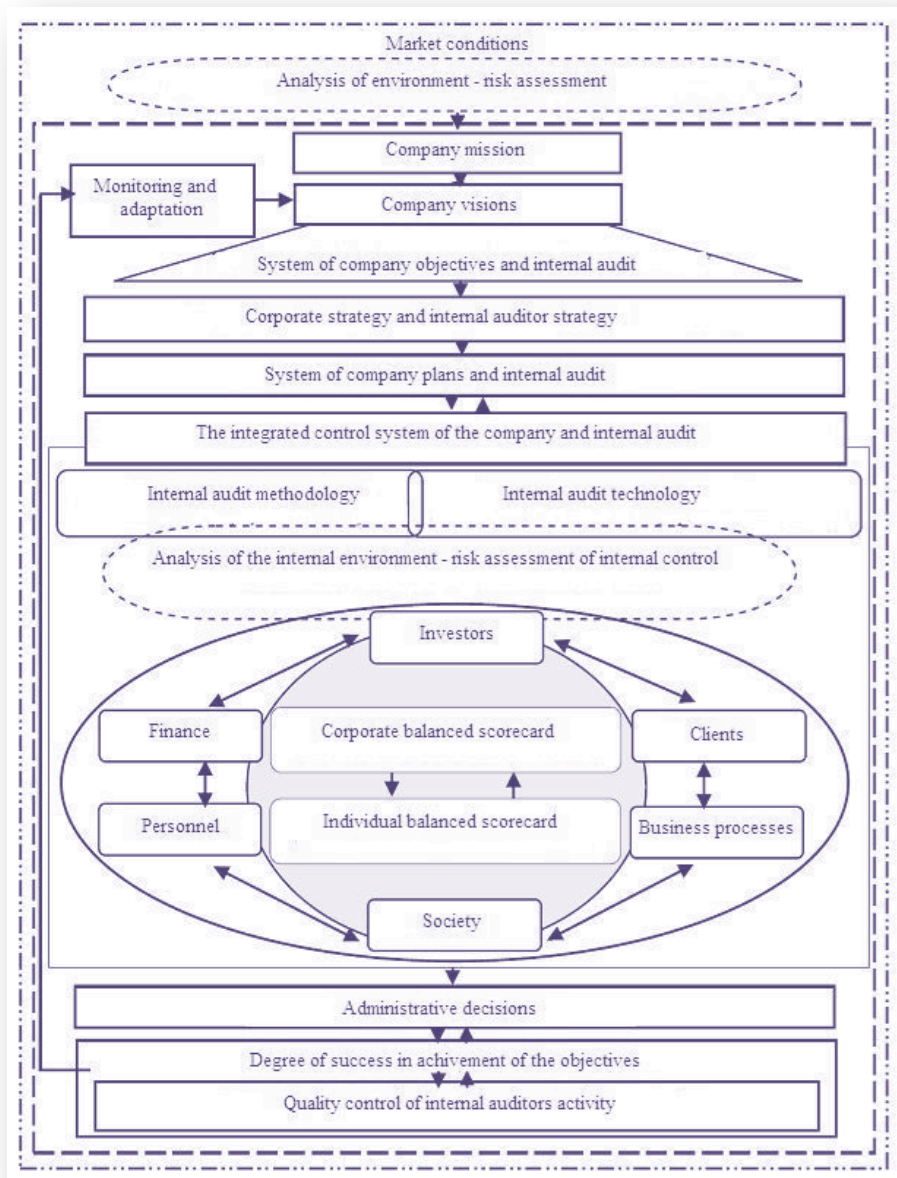 Market conditions
Analysis of environment - risk assessment
Company mission
Monitoring and
adaptation
Company visions
System of company objectives and internal audit
Corporate strategy and internal auditor strategy
System of company plans and internal audit
The integrated control system of the company and internal audit
Internal audit methodology
Internal audit technology
Analysis of the internal environment - risk assessment of internal control
Investors
Finance
Corporate balanced scorecard
Clients
Personnel
Individual balanced scorecard
Business processes
Society
Administrative decisions
Degree of success in achivement of the objectives
Quality control of internal auditors activity